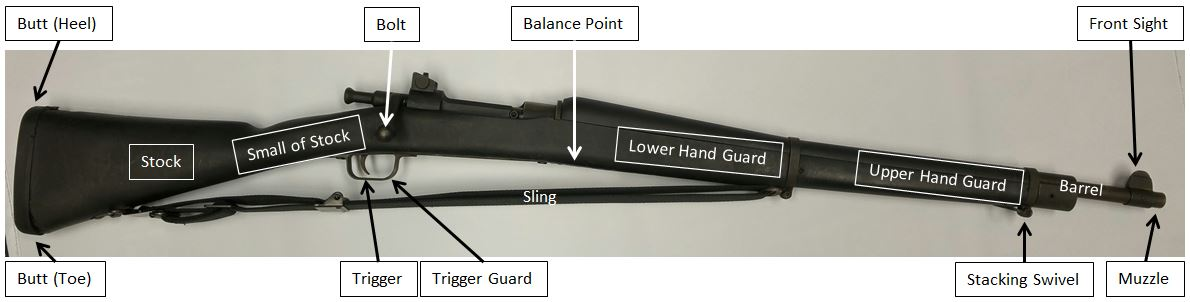 Butt (Heel)
Bolt
Balance Point
Front Sight
Stock
Small of Stock
Lower Hand Guard
Upper Hand Guard
Barrel
Sling
Butt (Toe)
Trigger
Trigger Guard
Stacking Swivel
Muzzle